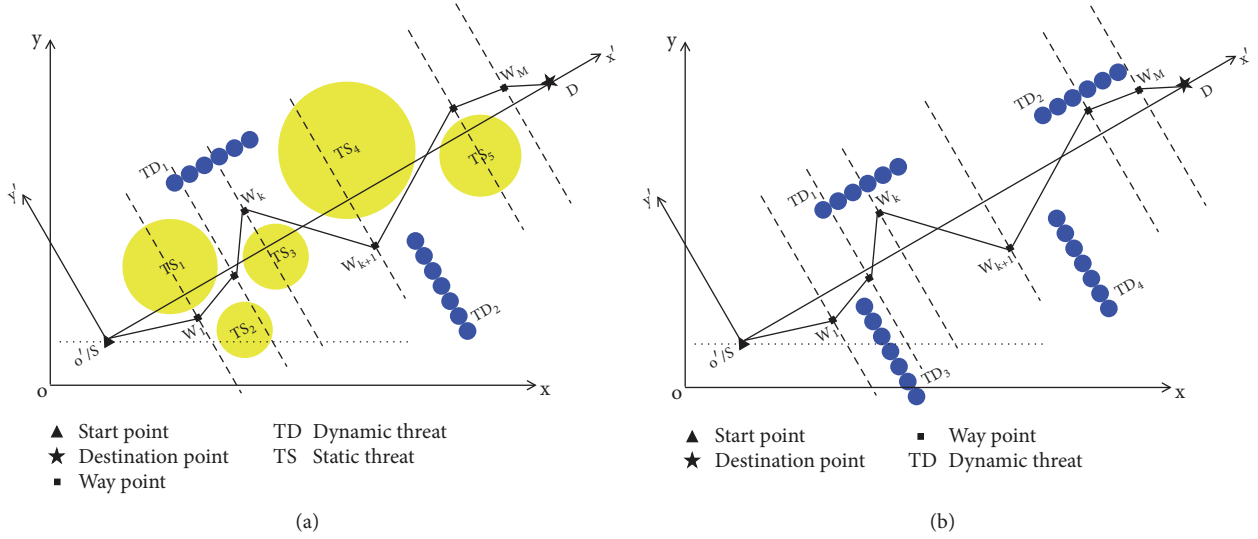 y
x'
D
W_M
TS_5
TS_4
TD_1
W_k
y'
TS_3
TS_1
W_{k+1}
TD_2
W_1
TS_2
o'/S
o
x
Start point
Destination point
Way point
TD Dynamic threat
TS Static threat
(a)
y
x'
W_M
TD_2
D
TD_1
W_k
y'
W_{k+1}
TD_4
W_1
o'/S
TD_3
o
x
Start point
Destination point
Way point
TD Dynamic threat
(b)